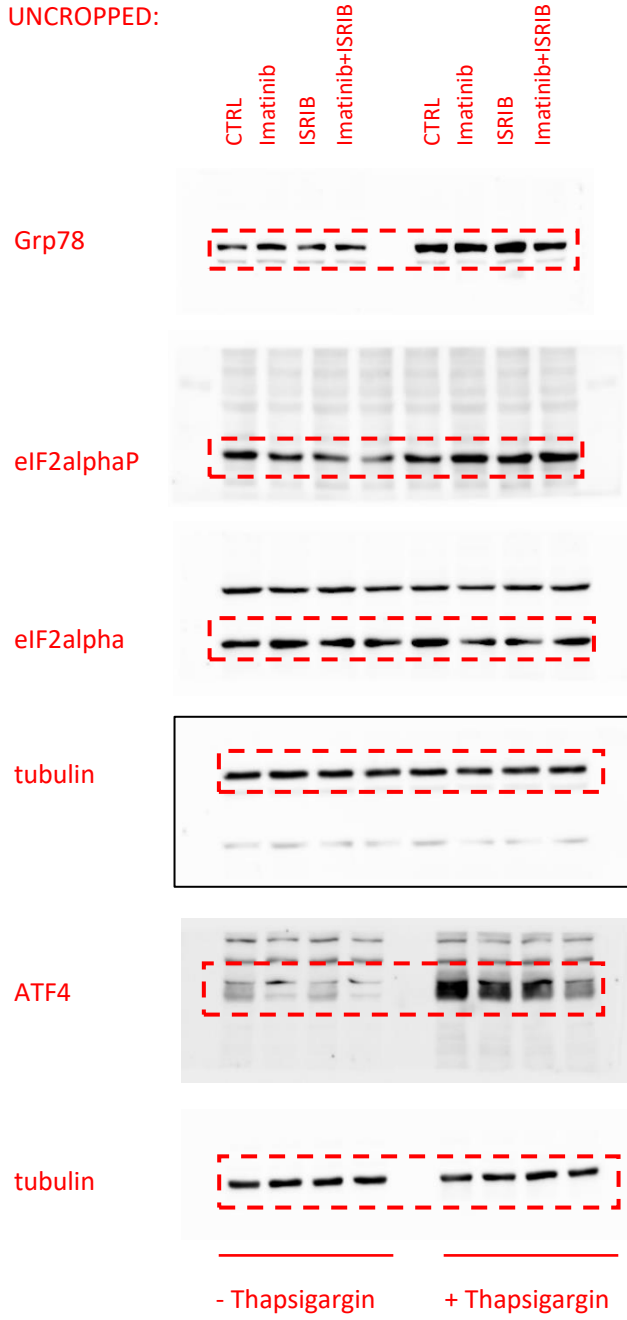 UNCROPPED:
CTRL
Imatinib
ISRIB
Imatinib+ISRIB
CTRL
Imatinib
ISRIB
Imatinib+ISRIB
Grp78
eIF2alphaP
eIF2alpha
tubulin
ATF4
tubulin
- Thapsigargin
+ Thapsigargin